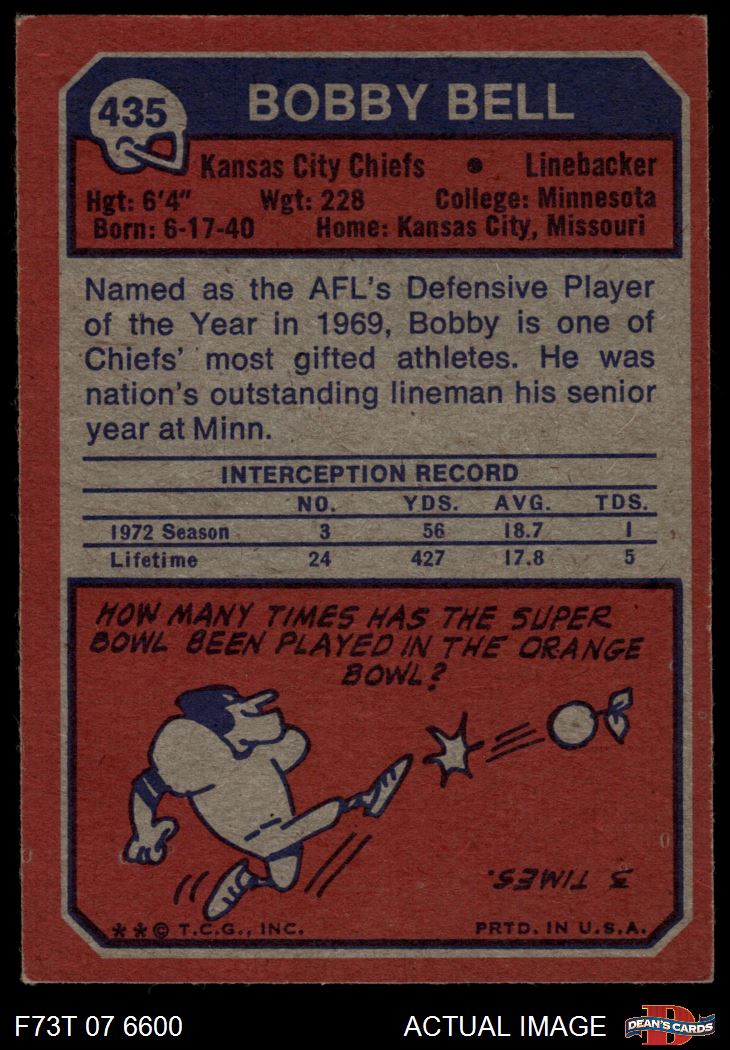 435
BOBBY BELL
Kansas City Chiefs • Linebacker
Hgt: 6'4" Wgt: 228 College: Minnesota
Born: 6-17-40 Home: Kansas City, Missouri
Named as the AFL's Defensive Player
of the Year in 1969, Bobby is one of
Chiefs' most gifted athletes. He was
nation's outstanding lineman his senior
year at Minn.
INTERCEPTION RECORD
NO. YDS. AVG. TDS.
1972 Season 3 56 18.7 1
Lifetime 24 427 17.8 5
HOW MANY TIMES HAS THE SUPER
BOWL BEEN PLAYED IN THE ORANGE
BOWL?
3 TIMES.
**© T.C.G., INC. PRTD. IN U.S.A.
F73T 07 6600 ACTUAL IMAGE
D
DEAN'S CARDS